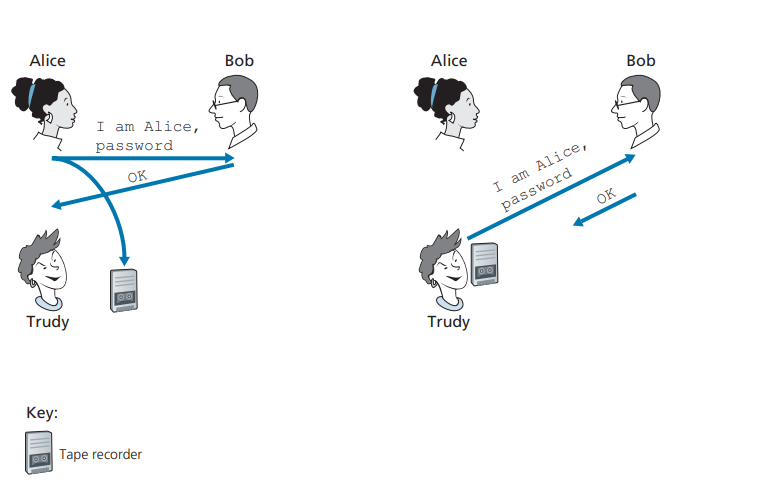 Alice
Bob
I am Alice,
password
OK
Trudy
Alice
Bob
I am Alice,
password
OK
Trudy
Key:
Tape recorder